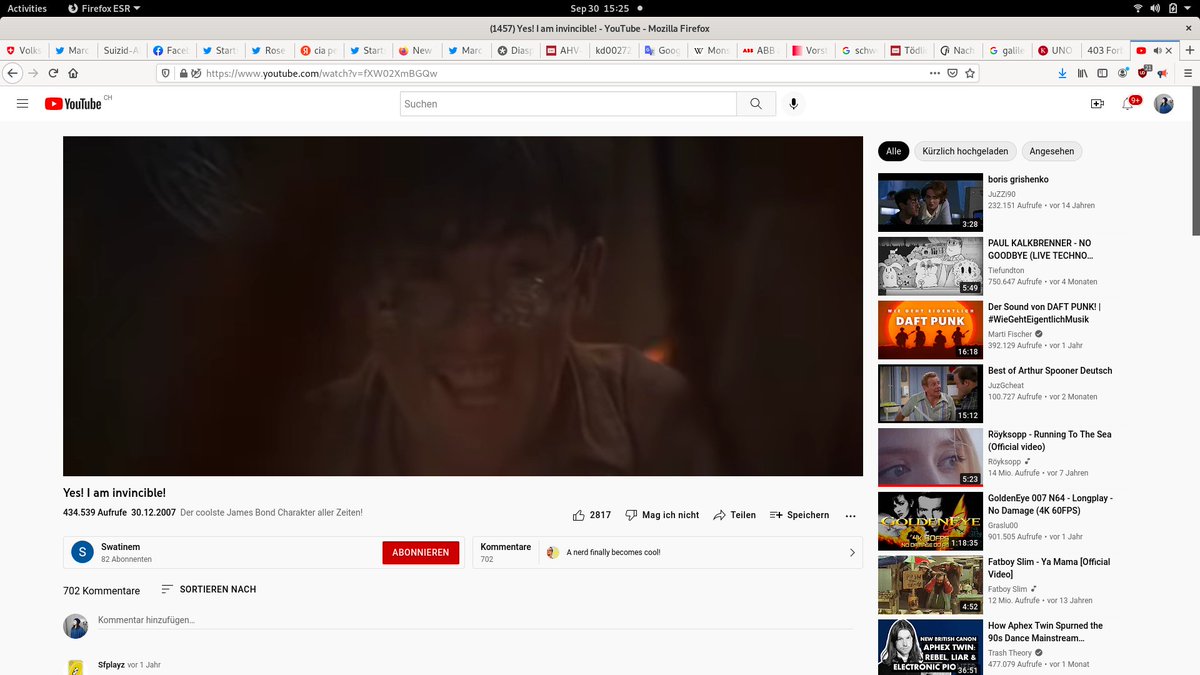 Activities
Firefox ESR
Sep 30 15:25
(1457) Yes! I am invincible! - YouTube - Mozilla Firefox
Volks
Marc
Suizid-A
Faceb
Starts
Rose
cia pe
Starts
New
Marc
Diasp
AHV-
kd00272
Goog
Mons
ABB
Vorst
schw
Tödli
Nach
galile
UNO
403 Forb
https://www.youtube.com/watch?v=fXW02XmBGQw
YouTube CH
Suchen
9+
Alle
Kürzlich hochgeladen
Angesehen
boris grishenko
JuZZi90
232.151 Aufrufe • vor 14 Jahren
3:28
PAUL KALKBRENNER - NO
GOODBYE (LIVE TECHNO…
Tiefundton
750.647 Aufrufe • vor 4 Monaten
5:49
WIE GEHT EIGENTLICH
DAFT PUNK
16:18
Der Sound von DAFT PUNK! |
#WieGehtEigentlichMusik
Marti Fischer
392.129 Aufrufe • vor 1 Jahr
Best of Arthur Spooner Deutsch
JuzGcheat
100.727 Aufrufe • vor 2 Monaten
15:12
Röyksopp - Running To The Sea
(Official video)
Röyksopp
14 Mio. Aufrufe • vor 7 Jahren
5:23
GOLDENEYE
1:18:35
GoldenEye 007 N64 - Longplay -
No Damage (4K 60FPS)
Graslu00
901.505 Aufrufe • vor 1 Jahr
Fatboy Slim - Ya Mama [Official
Video]
Fatboy Slim
12 Mio. Aufrufe • vor 13 Jahren
4:52
NEW BRITISH CANON
APHEX TWIN:
REBEL, LIAR &
ELECTRONIC PIO
36:51
How Aphex Twin Spurned the
90s Dance Mainstream…
Trash Theory
477.079 Aufrufe • vor 1 Monat
Yes! I am invincible!
434.539 Aufrufe 30.12.2007 Der coolste James Bond Charakter aller Zeiten!
2817
Mag ich nicht
Teilen
Speichern
S
Swatinem
82 Abonnenten
ABONNIEREN
Kommentare
702
A nerd finally becomes cool!
702 Kommentare
SORTIEREN NACH
Kommentar hinzufügen...
Sfplayz vor 1 Jahr